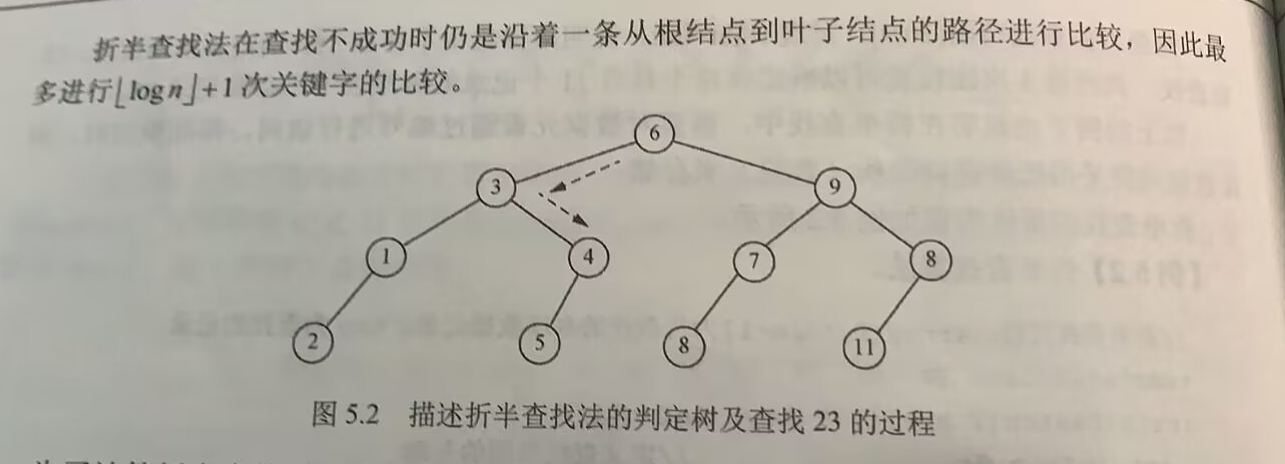 折半查找法在查找不成功时仍是沿着一条从根结点到叶子结点的路径进行比较，因此最
多进行⌊log n⌋+1次关键字的比较。
6
3 9
1 4 7 8
2 5 8 11
图 5.2 描述折半查找法的判定树及查找 23 的过程